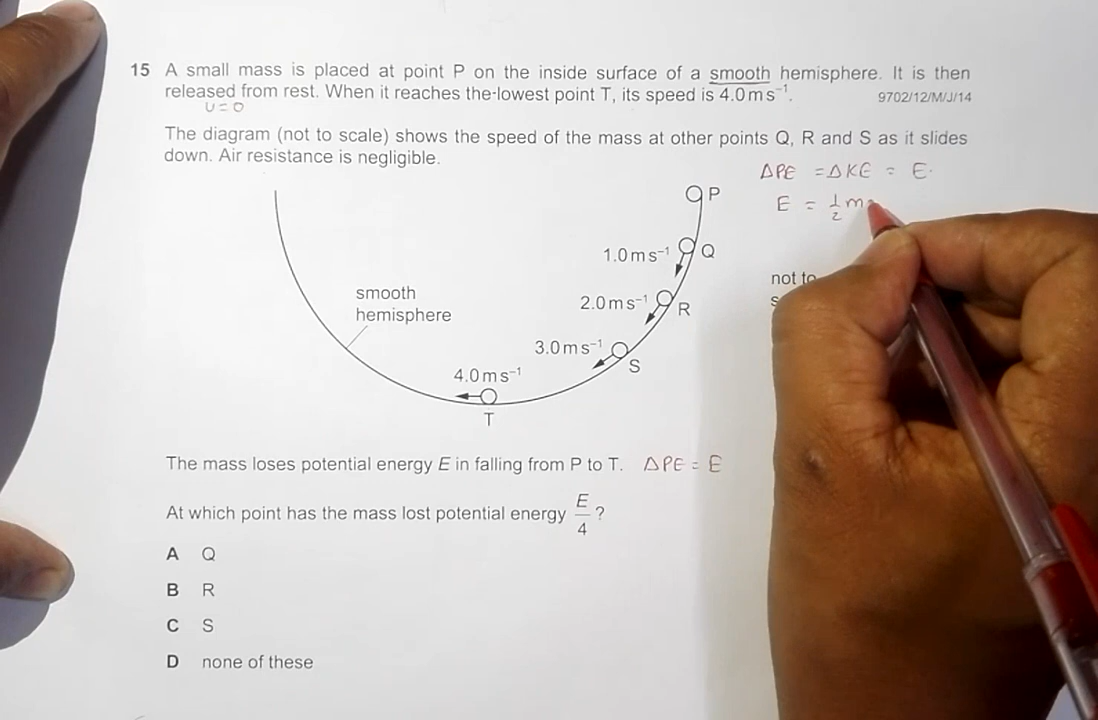 15 A small mass is placed at point P on the inside surface of a smooth hemisphere. It is then
released from rest. When it reaches the lowest point T, its speed is 4.0 m s⁻¹.
u = 0
9702/12/M/J/14
The diagram (not to scale) shows the speed of the mass at other points Q, R and S as it slides
down. Air resistance is negligible.
ΔPE = ΔKE = E.
E = ½ m
P
1.0 m s⁻¹ Q
not to
2.0 m s⁻¹ R
smooth
hemisphere
3.0 m s⁻¹ S
4.0 m s⁻¹
T
The mass loses potential energy E in falling from P to T. ΔPE = E
At which point has the mass lost potential energy E/4 ?
A Q
B R
C S
D none of these